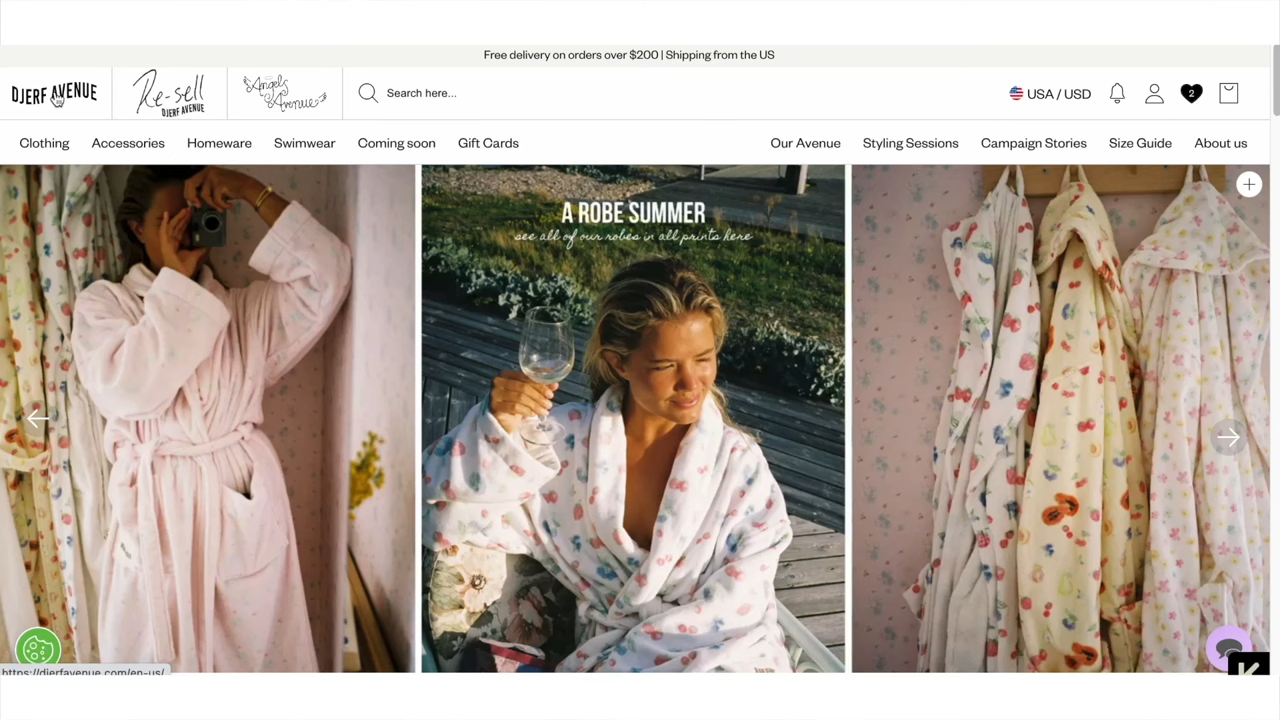 Free delivery on orders over $200 | Shipping from the US
DJERF AVENUE
Re-sell
DJERF AVENUE
Angels Avenue
Search here...
USA / USD
2
Clothing
Accessories
Homeware
Swimwear
Coming soon
Gift Cards
Our Avenue
Styling Sessions
Campaign Stories
Size Guide
About us
A ROBE SUMMER
see all of our robes in all prints here
https://djerfavenue.com/en-us/